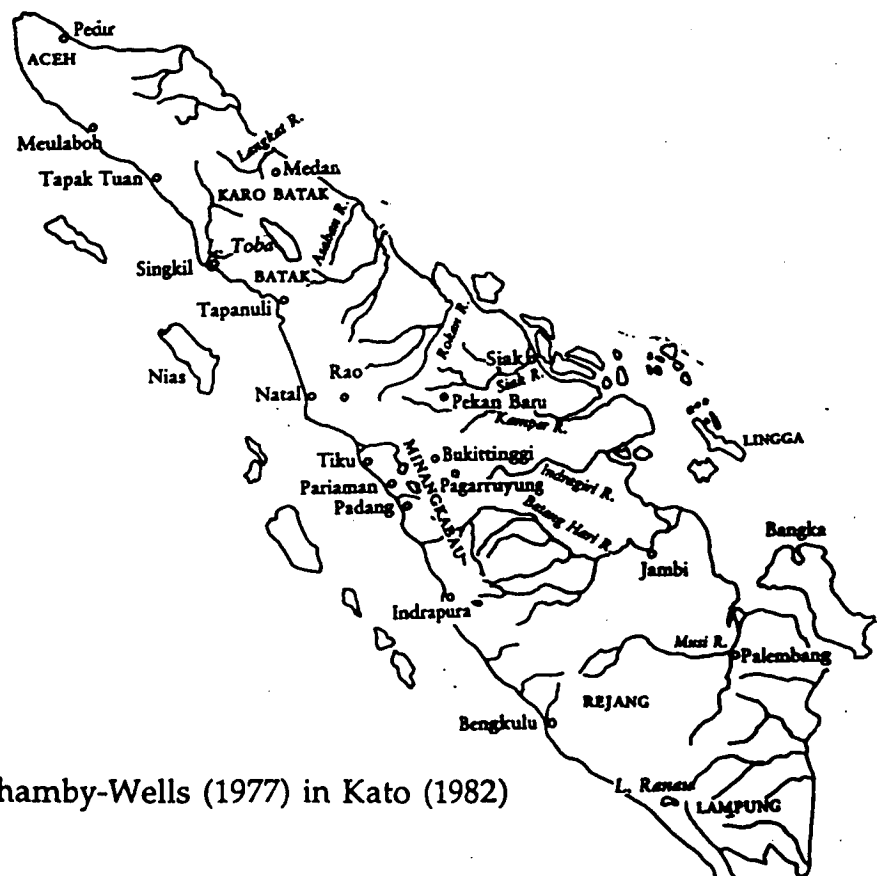 Pedir
ACEH
Langkat R.
Meulaboh
Medan
Tapak Tuan
KARO BATAK
Asahan R.
L. Toba
Singkil
BATAK
Tapanuli
Rokan R.
Nias
Rao
Siak
Siak R.
Natal
Pekan Baru
Kampar R.
LINGGA
Tiku
MINANGKABAU
Bukittinggi
Indragiri R.
Pariaman
Pagarruyung
Padang
Batang Hari R.
Bangka
Jambi
Indrapura
Musi R.
Palembang
REJANG
Bengkulu
L. Ranau
LAMPUNG
hamby-Wells (1977) in Kato (1982)